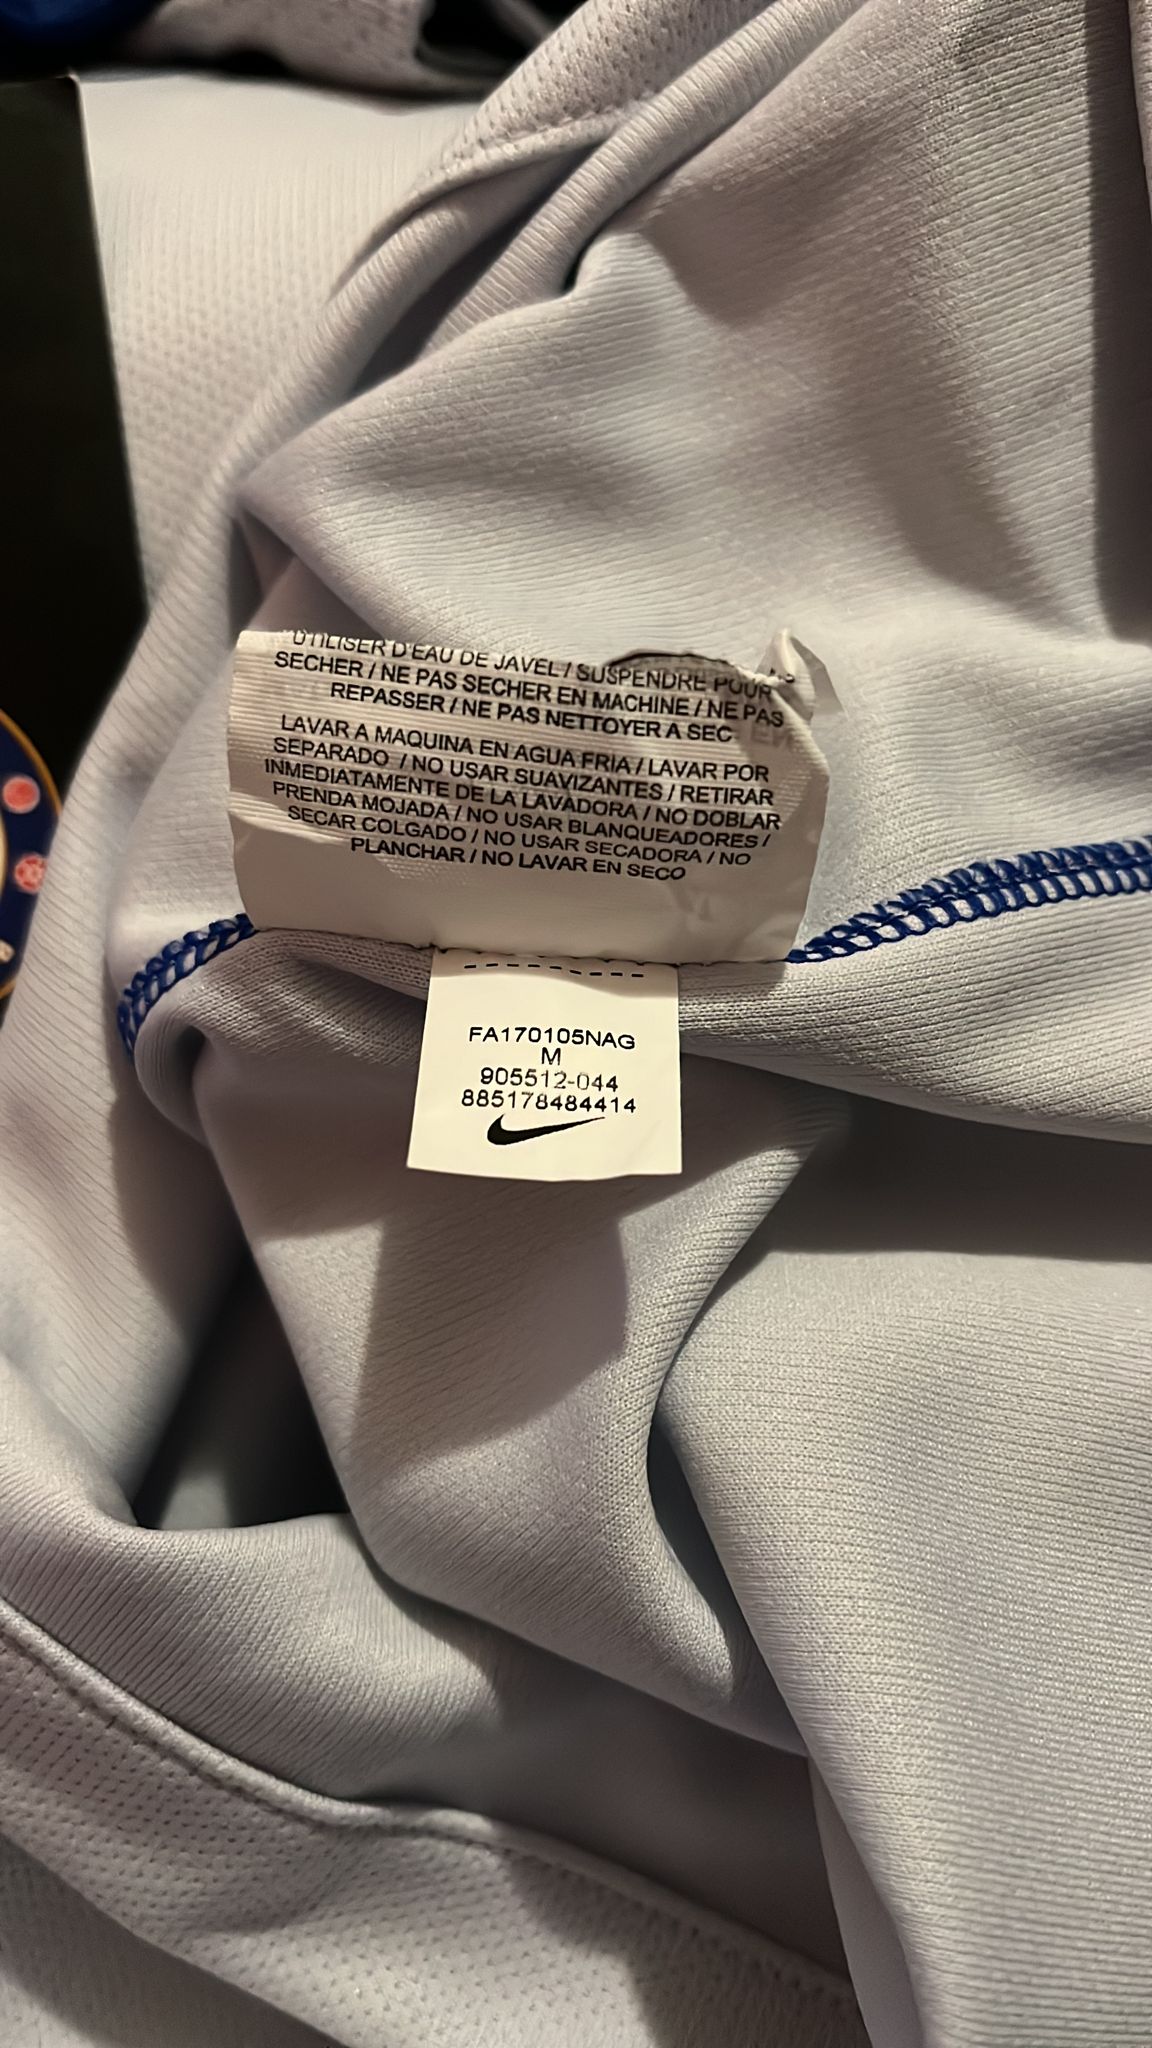 UTILISER D'EAU DE JAVEL / SUSPENDRE POUR
SECHER / NE PAS SECHER EN MACHINE / NE PAS
REPASSER / NE PAS NETTOYER A SEC
LAVAR A MAQUINA EN AGUA FRIA / LAVAR POR
SEPARADO / NO USAR SUAVIZANTES / RETIRAR
INMEDIATAMENTE DE LA LAVADORA / NO DOBLAR
PRENDA MOJADA / NO USAR BLANQUEADORES /
SECAR COLGADO / NO USAR SECADORA / NO
PLANCHAR / NO LAVAR EN SECO
FA170105NAG
M
905512-044
885178484414